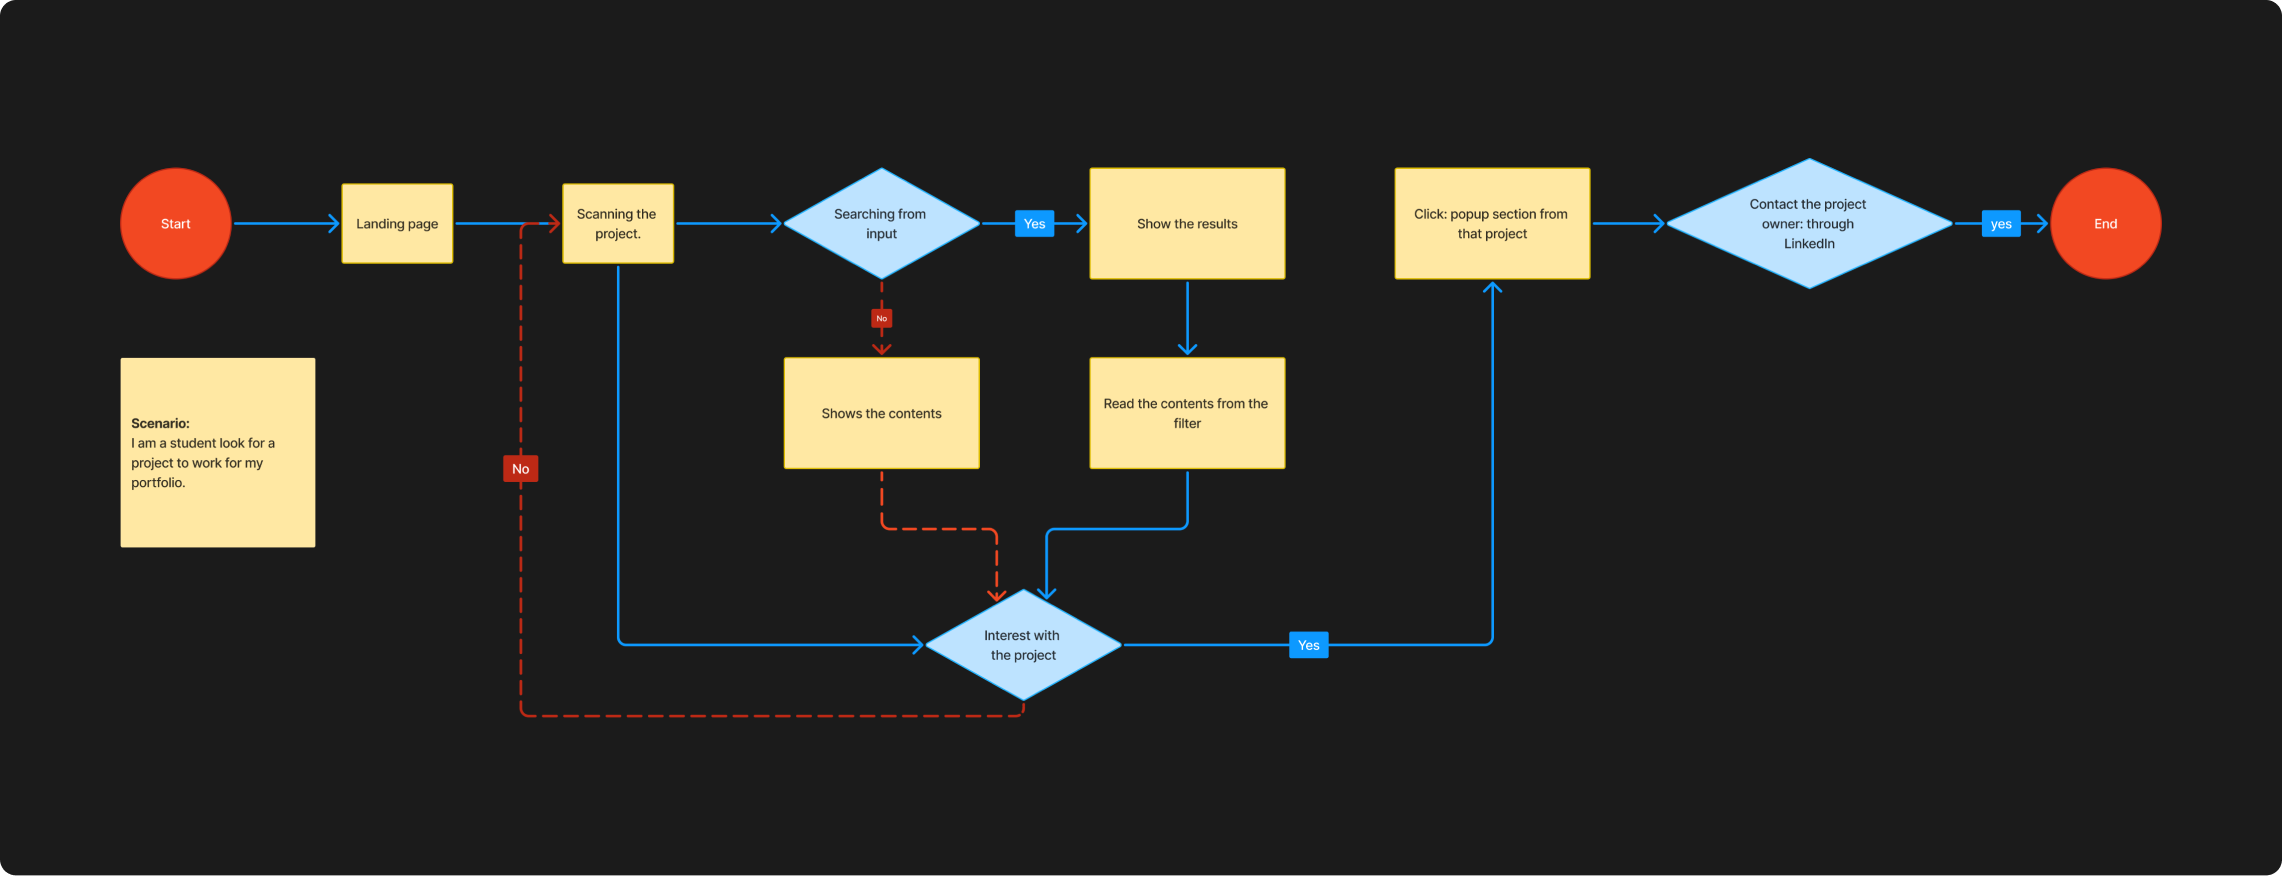 Start
Landing page
Scanning the
project.
Searching from
input
Yes
Show the results
Click: popup section from
that project
Contact the project
owner: through
LinkedIn
yes
End
No
Scenario:
I am a student look for a
project to work for my
portfolio.
Shows the contents
Read the contents from the
filter
No
Interest with
the project
Yes